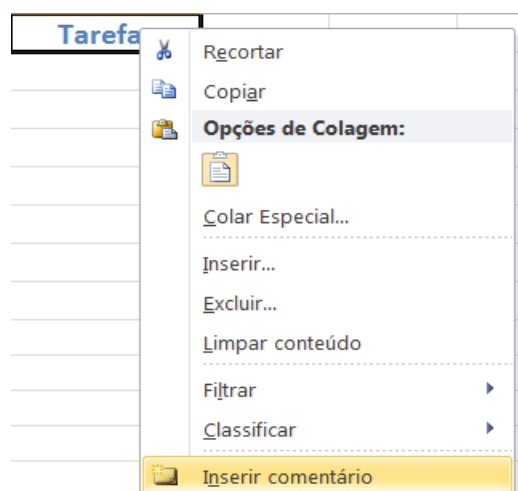 Tarefa
Recortar
Copiar
Opções de Colagem:
Colar Especial...
Inserir...
Excluir...
Limpar conteúdo
Filtrar
Classificar
Inserir comentário